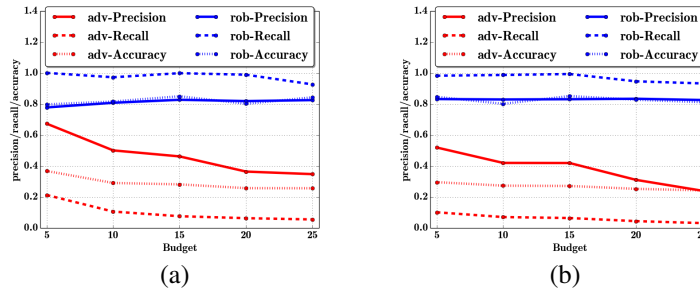 adv-Precision rob-Precision
adv-Recall rob-Recall
adv-Accuracy rob-Accuracy
precision/racall/accuracy
1.4
1.2
1.0
0.8
0.6
0.4
0.2
0.0
5 10 15 20 25
Budget
(a)
adv-Precision rob-Precision
adv-Recall rob-Recall
adv-Accuracy rob-Accuracy
precision/racall/accuracy
1.4
1.2
1.0
0.8
0.6
0.4
0.2
0.0
5 10 15 20
Budget
(b)